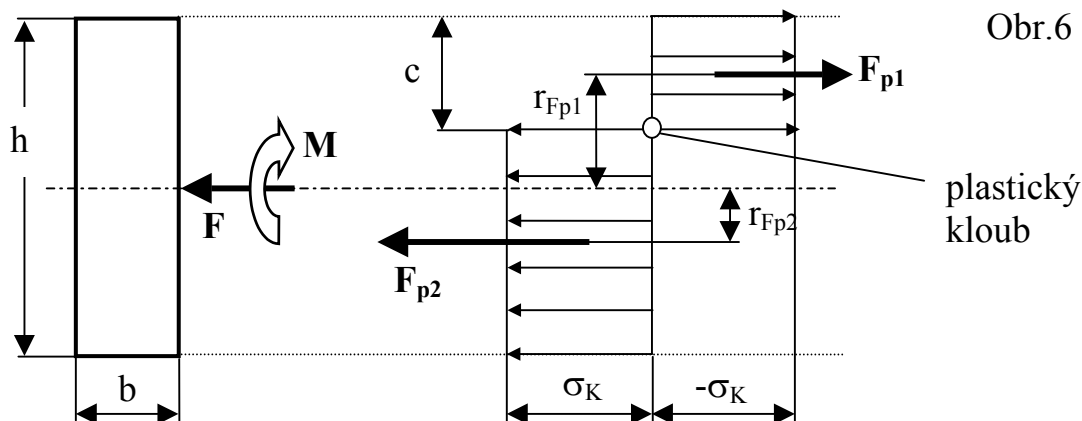 Obr.6
c
F_p1
r_Fp1
h
M
F
plastický
kloub
r_Fp2
F_p2
b
σ_K
-σ_K